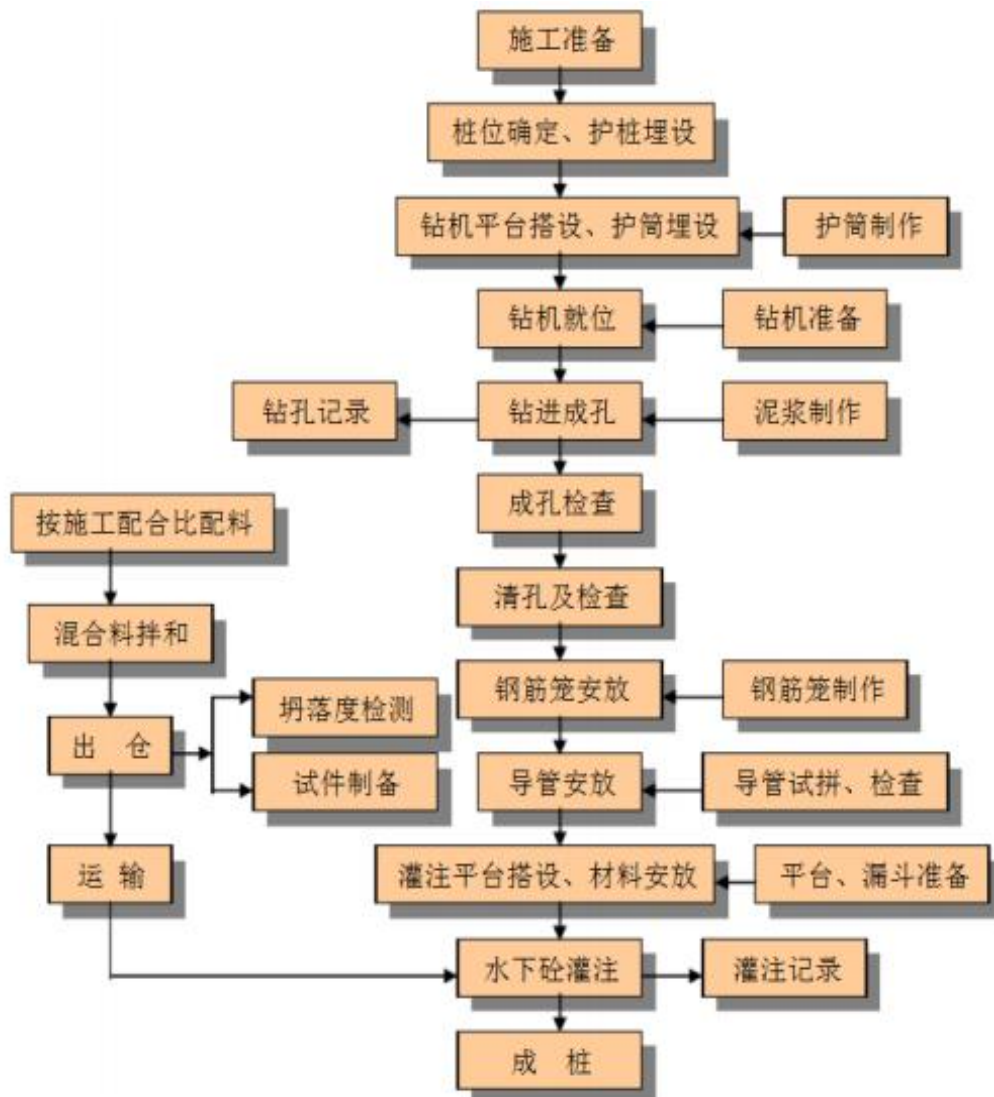 施工准备
桩位确定、护桩埋设
钻机平台搭设、护筒埋设
护筒制作
钻机就位
钻机准备
钻孔记录
钻进成孔
泥浆制作
成孔检查
按施工配合比配料
清孔及检查
混合料拌和
钢筋笼安放
钢筋笼制作
坍落度检测
出 仓
试件制备
导管安放
导管试拼、检查
运 输
灌注平台搭设、材料安放
平台、漏斗准备
水下砼灌注
灌注记录
成 桩